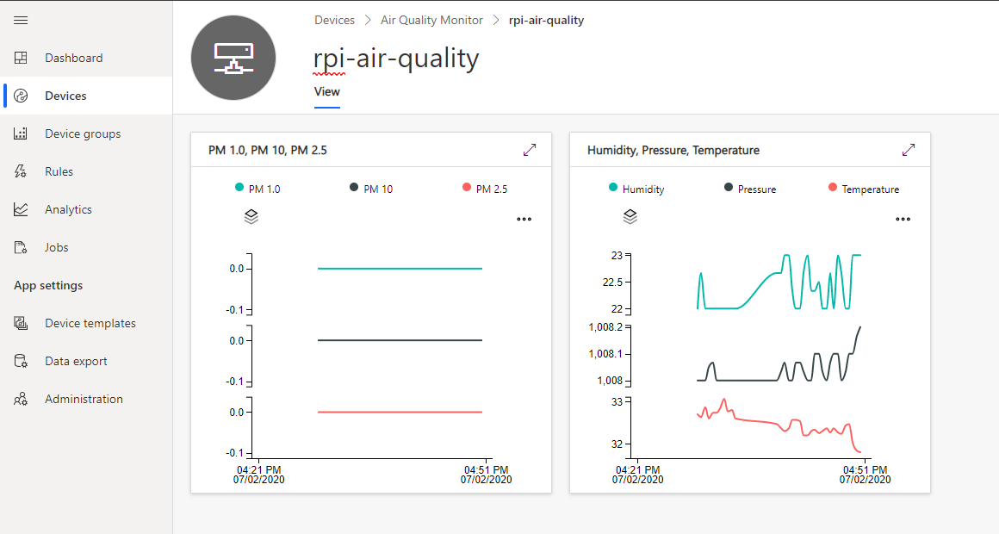 Dashboard
Devices
Device groups
Rules
Analytics
Jobs
App settings
Device templates
Data export
Administration
Devices > Air Quality Monitor > rpi-air-quality
rpi-air-quality
View
PM 1.0, PM 10, PM 2.5
PM 1.0 PM 10 PM 2.5
0.0
-0.1
0.0
-0.1
0.0
-0.1
04:21 PM 04:51 PM
07/02/2020 07/02/2020
Humidity, Pressure, Temperature
Humidity Pressure Temperature
23
22.5
22
1,008.2
1,008.1
1,008
33
32
04:21 PM 04:51 PM
07/02/2020 07/02/2020